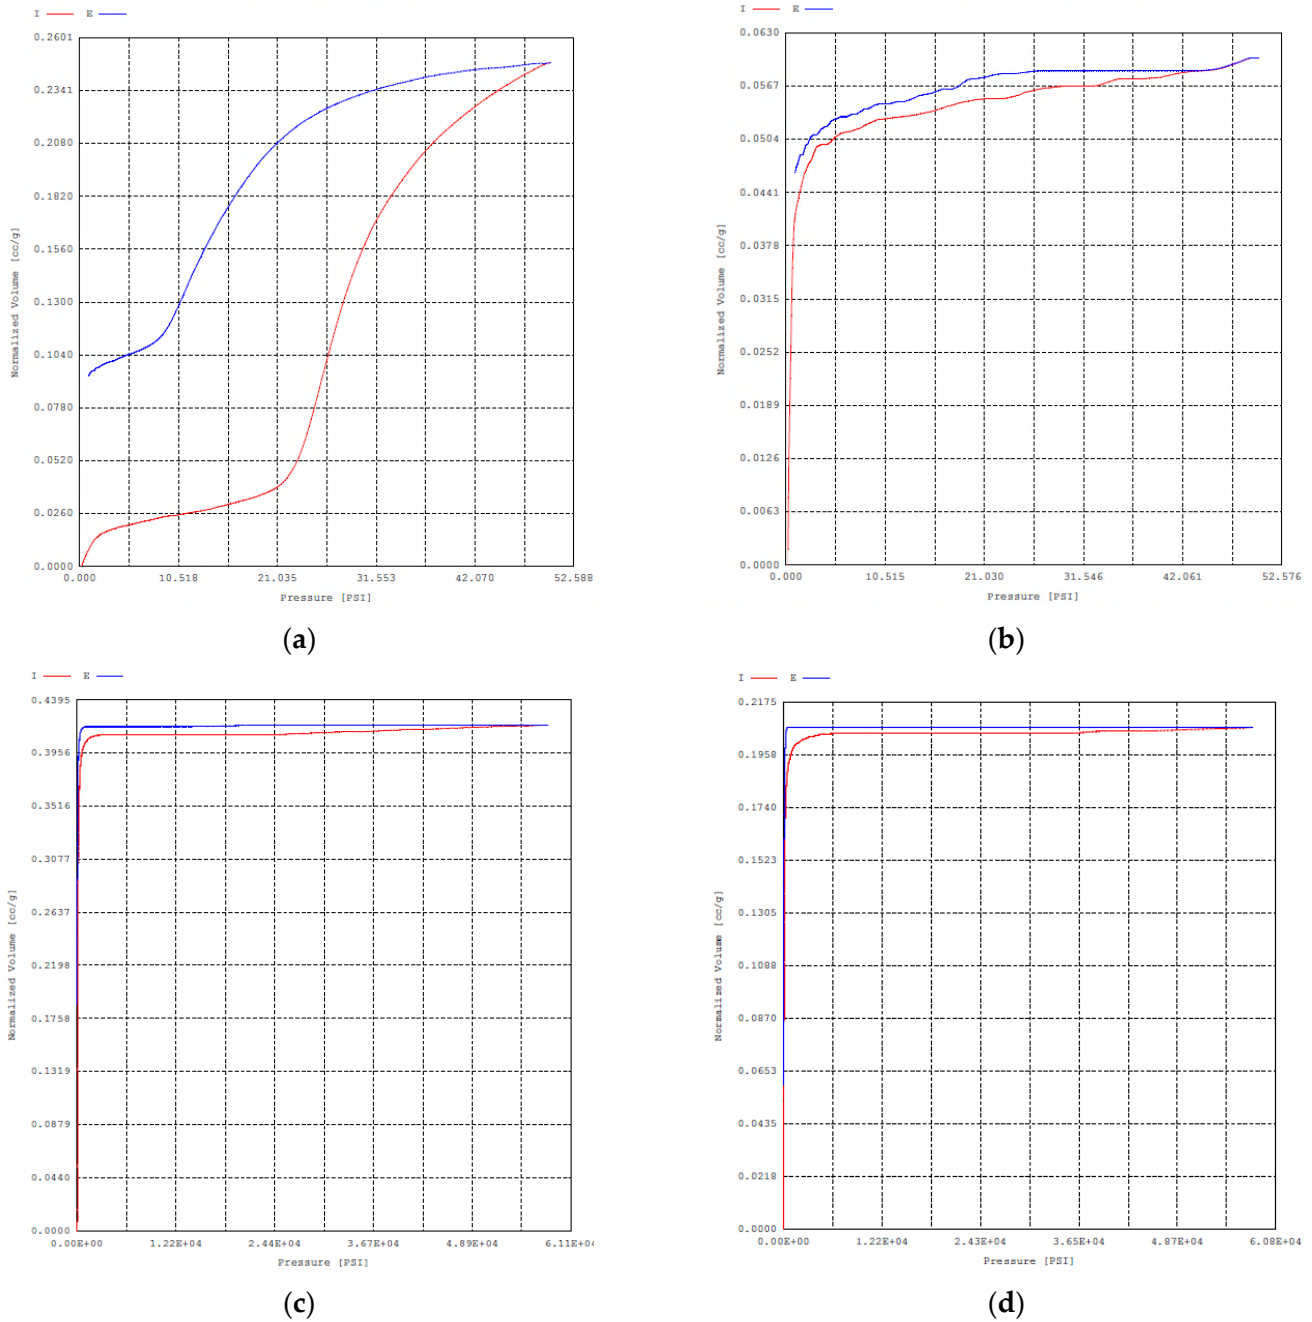 I E
0.2601
0.2341
0.2080
0.1820
0.1560
0.1300
0.1040
0.0780
0.0520
0.0260
0.0000
Normalized Volume [cc/g]
0.000 10.518 21.035 31.553 42.070 52.588
Pressure [PSI]
(a)
I E
0.0630
0.0567
0.0504
0.0441
0.0378
0.0315
0.0252
0.0189
0.0126
0.0063
0.0000
Normalized Volume [cc/g]
0.000 10.515 21.030 31.546 42.061 52.576
Pressure [PSI]
(b)
I E
0.4395
0.3956
0.3516
0.3077
0.2637
0.2198
0.1758
0.1319
0.0879
0.0440
0.0000
Normalized Volume [cc/g]
0.00E+00 1.22E+04 2.44E+04 3.67E+04 4.89E+04 6.11E+04
Pressure [PSI]
(c)
I E
0.2175
0.1958
0.1740
0.1523
0.1305
0.1088
0.0870
0.0653
0.0435
0.0218
0.0000
Normalized Volume [cc/g]
0.00E+00 1.22E+04 2.43E+04 3.65E+04 4.87E+04 6.08E+04
Pressure [PSI]
(d)